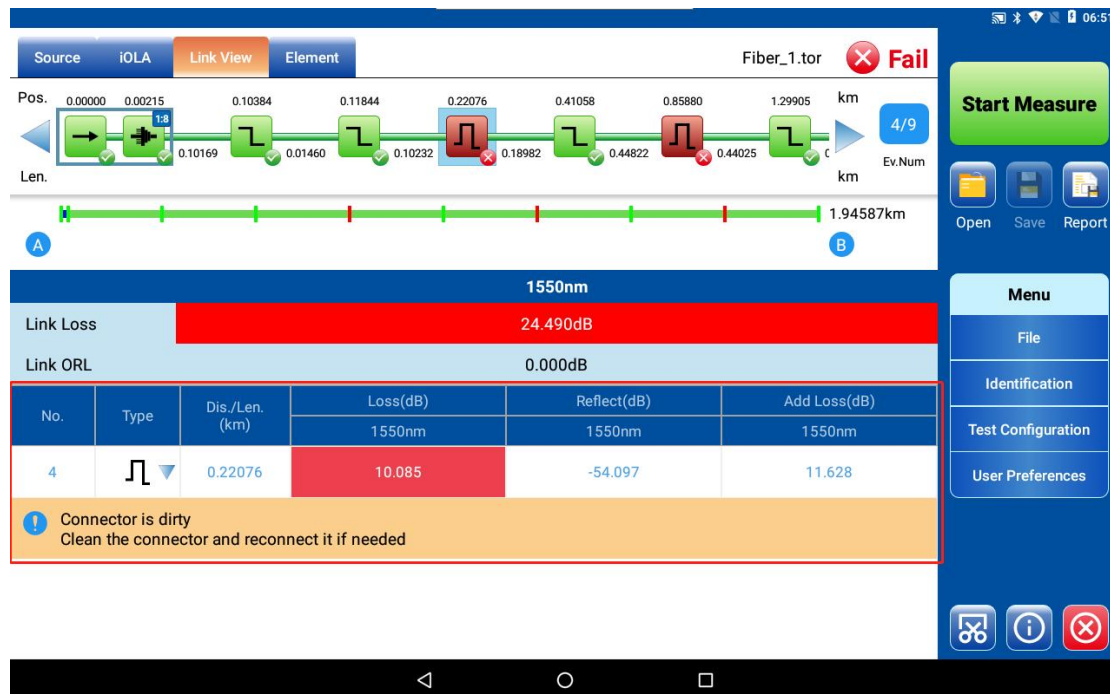 06:51
Source iOLA Link View Element Fiber_1.tor Fail
Pos. 0.00000 0.00215 0.10384 0.11844 0.22076 0.41058 0.85880 1.29905 km
1:8
0.10169 0.01460 0.10232 0.18982 0.44822 0.44025 0
Len. km
4/9
Ev.Num
1.94587km
A B
Start Measure
Open Save Report
1550nm
Link Loss 24.490dB
Link ORL 0.000dB
No. Type Dis./Len. Loss(dB) Reflect(dB) Add Loss(dB)
(km) 1550nm 1550nm 1550nm
4 0.22076 10.085 -54.097 11.628
Connector is dirty
Clean the connector and reconnect it if needed
Menu
File
Identification
Test Configuration
User Preferences